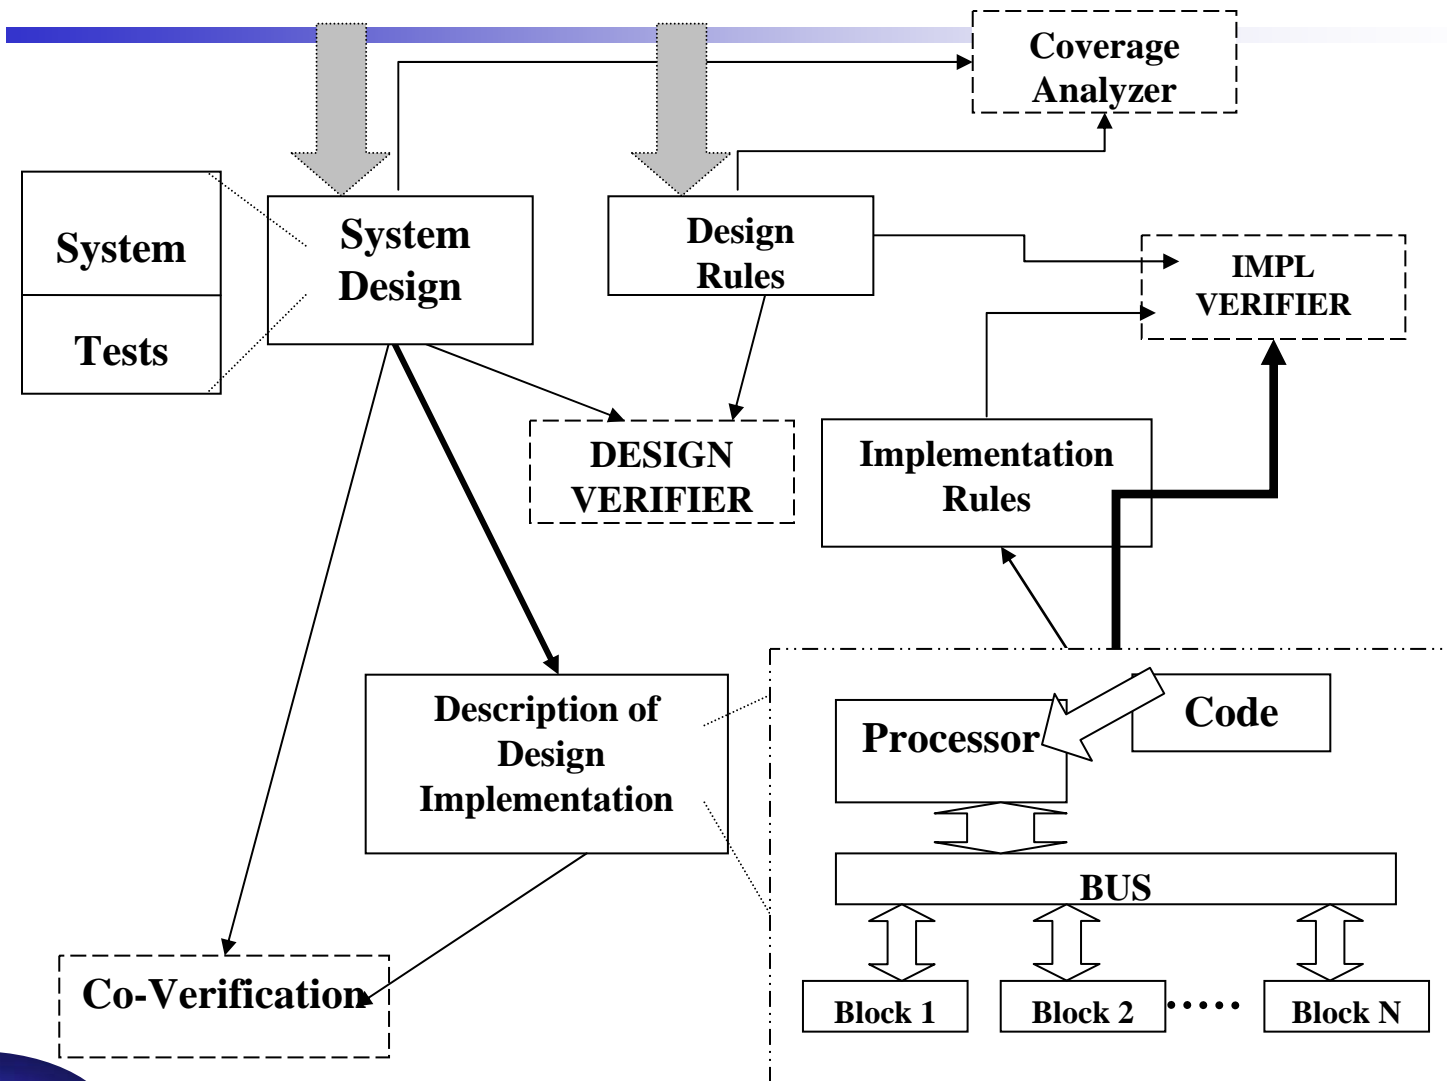 Coverage
Analyzer
System
Tests
System
Design
Design
Rules
IMPL
VERIFIER
DESIGN
VERIFIER
Implementation
Rules
Description of
Design
Implementation
Processor
Code
BUS
Co-Verification
Block 1
Block 2
.....
Block N